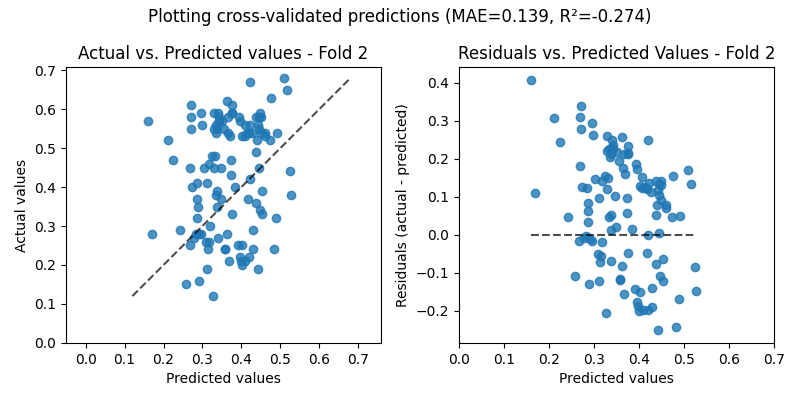 Plotting cross-validated predictions (MAE=0.139, R²=-0.274)
Actual vs. Predicted values - Fold 2
Residuals vs. Predicted Values - Fold 2
Actual values
0.7
0.6
0.5
0.4
0.3
0.2
0.1
0.0
0.0 0.1 0.2 0.3 0.4 0.5 0.6 0.7
Predicted values
Residuals (actual - predicted)
0.4
0.3
0.2
0.1
0.0
−0.1
−0.2
0.0 0.1 0.2 0.3 0.4 0.5 0.6 0.7
Predicted values